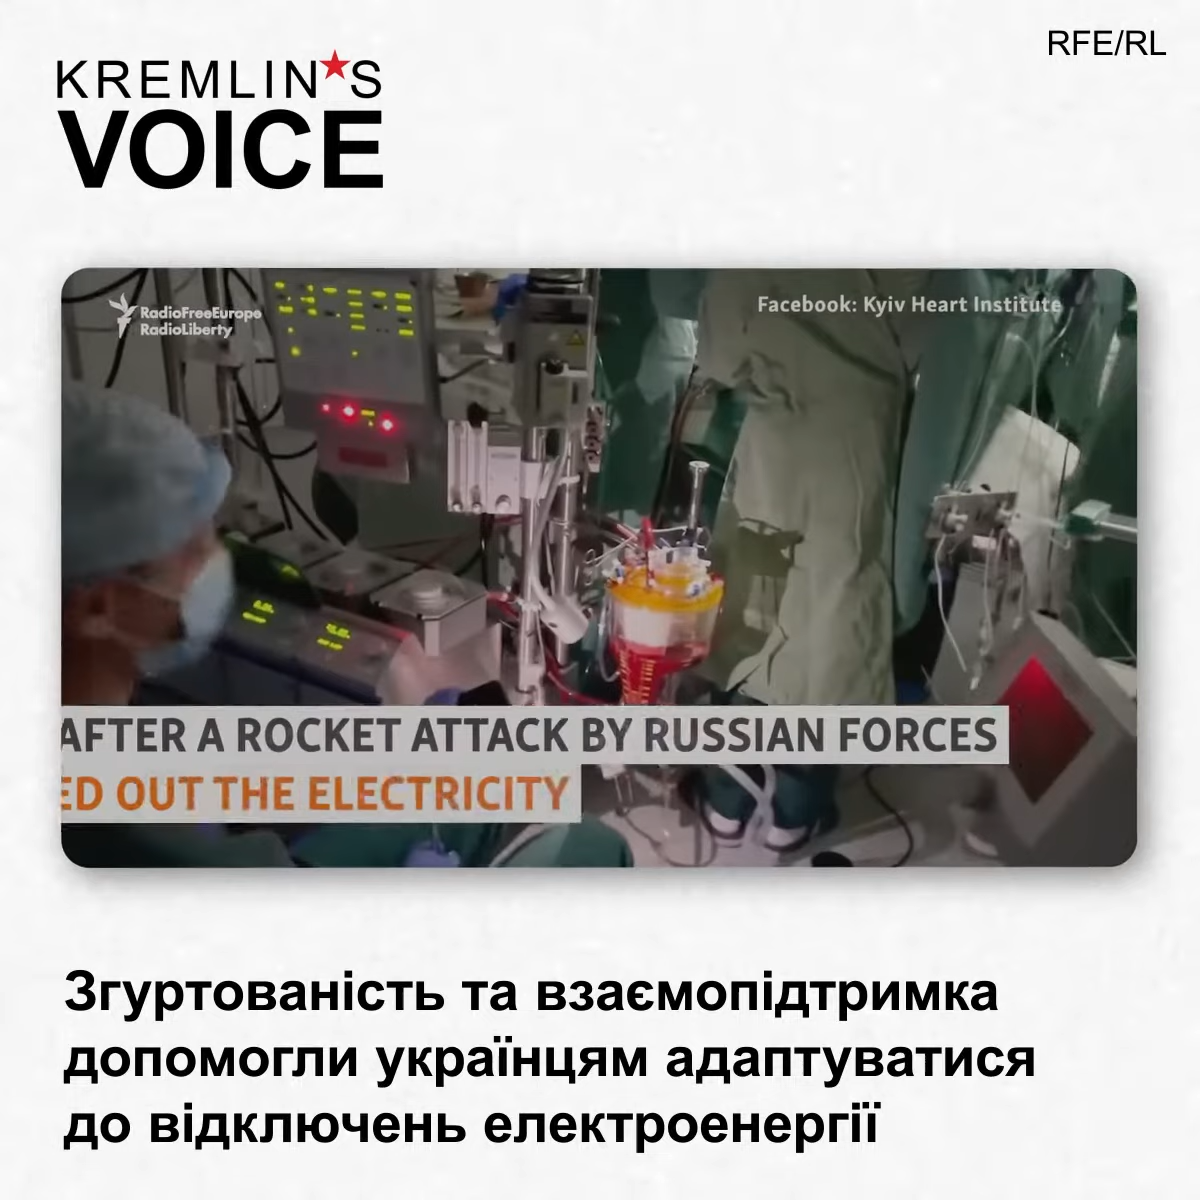 RFE/RL
KREMLIN★S
VOICE
RadioFreeEurope
RadioLiberty
Facebook: Kyiv Heart Institute
AFTER A ROCKET ATTACK BY RUSSIAN FORCES
ED OUT THE ELECTRICITY
Згуртованість та взаємопідтримка
допомогли українцям адаптуватися
до відключень електроенергії